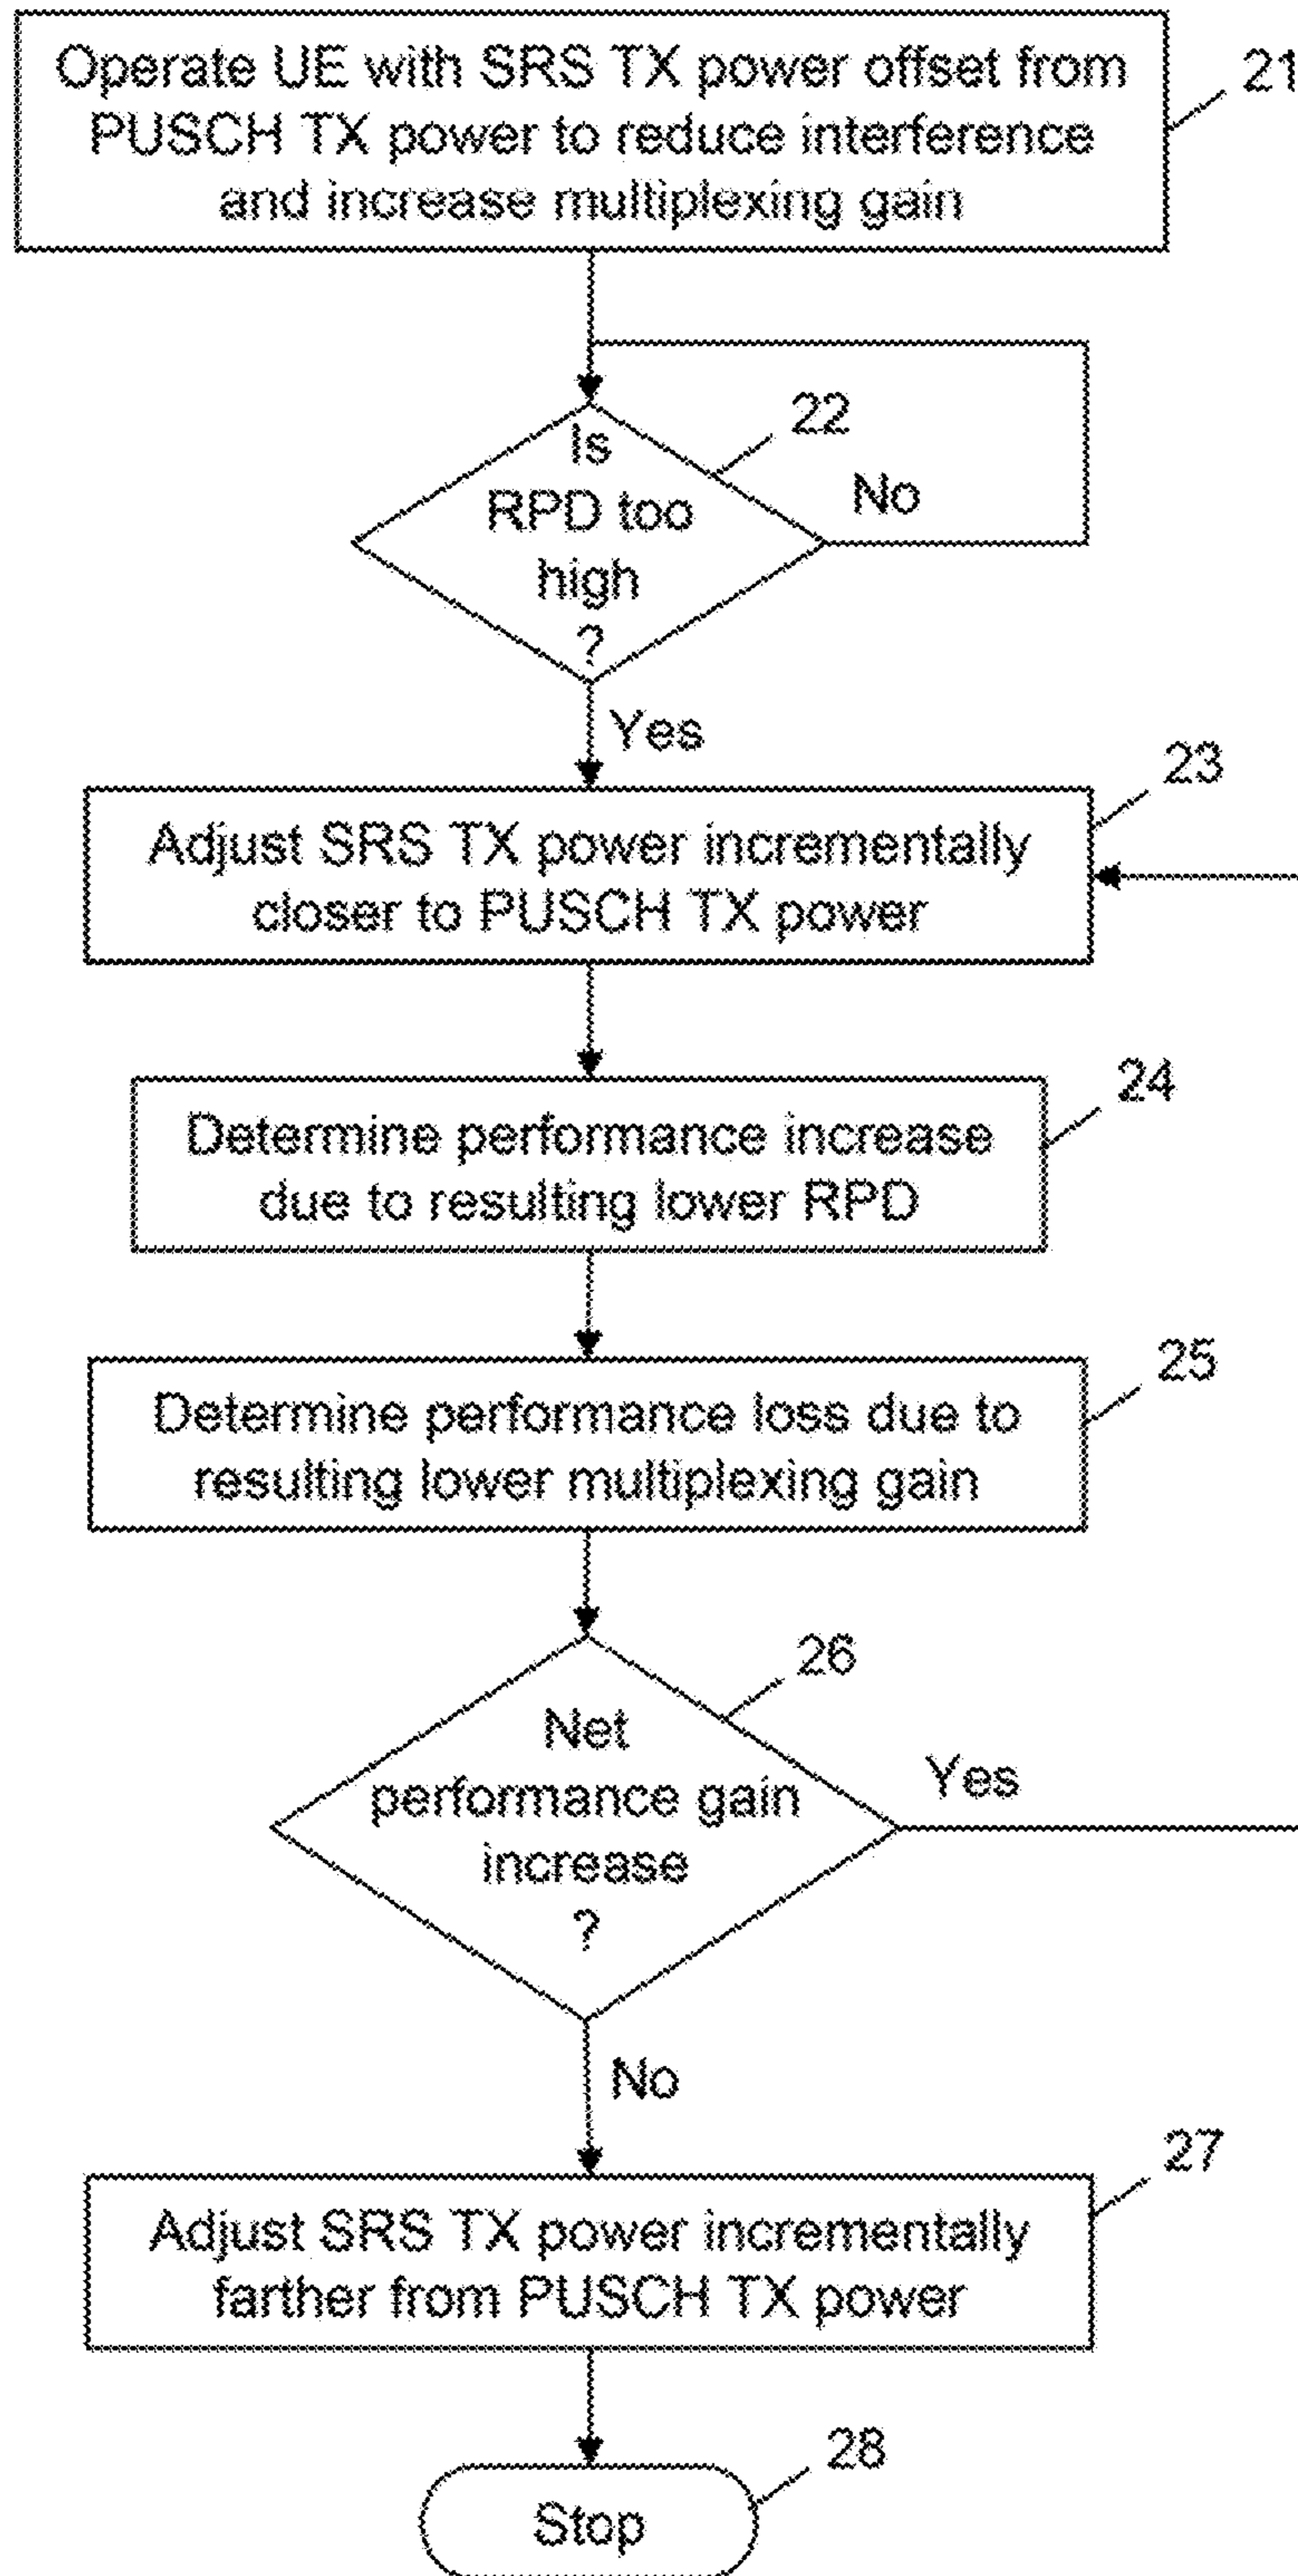 Operate UE with SRS TX power offset from
PUSCH TX power to reduce interference
and increase multiplexing gain
21
22
Is
RPD too
high
?
No
Yes
23
Adjust SRS TX power incrementally
closer to PUSCH TX power
24
Determine performance increase
due to resulting lower RPD
25
Determine performance loss due to
resulting lower multiplexing gain
26
Net
performance gain
increase
?
Yes
No
27
Adjust SRS TX power incrementally
farther from PUSCH TX power
28
Stop